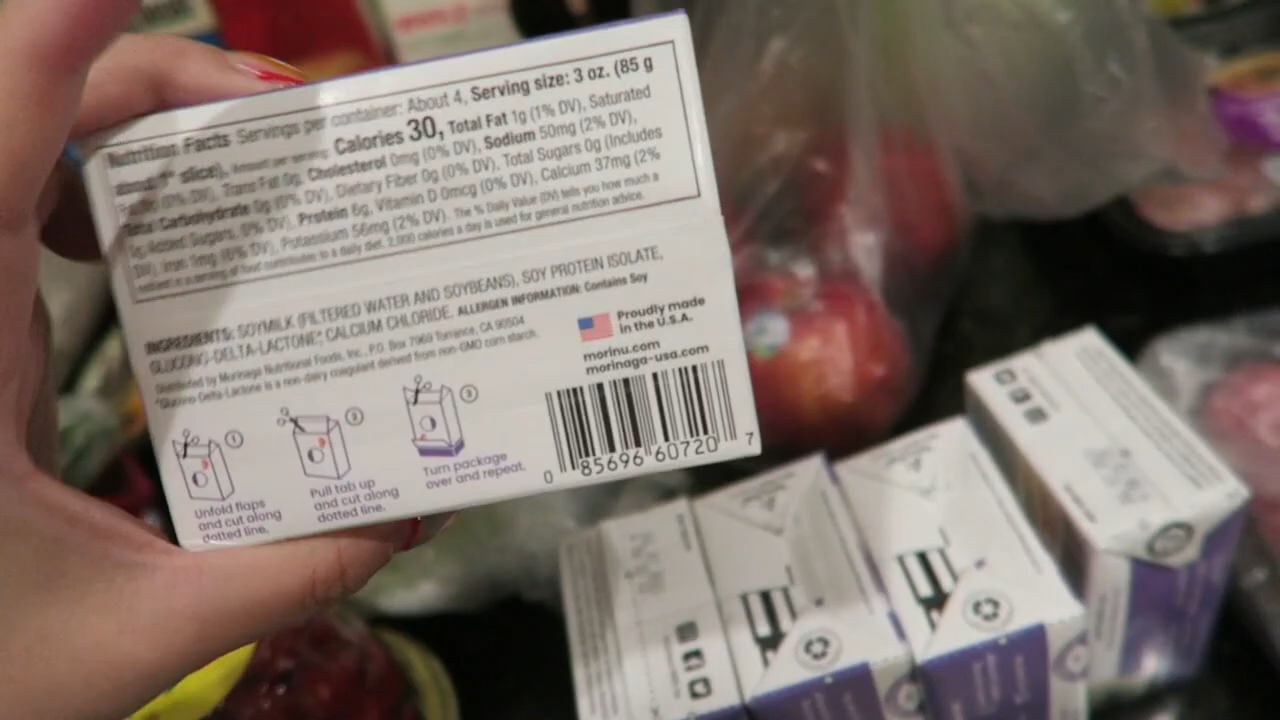 Nutrition Facts Servings per container: About 4, Serving size: 3 oz. (85 g
about 1" slice), Amount per serving: Calories 30, Total Fat 1g (1% DV), Saturated
Fat 0g (0% DV), Trans Fat 0g, Cholesterol 0mg (0% DV), Sodium 50mg (2% DV),
Total Carbohydrate 0g (0% DV), Dietary Fiber 0g (0% DV), Total Sugars 0g (Includes
0g Added Sugars, 0% DV), Protein 6g, Vitamin D 0mcg (0% DV), Calcium 37mg (2%
DV), Iron 1mg (6% DV), Potassium 56mg (2% DV). The % Daily Value (DV) tells you how much a
nutrient in a serving of food contributes to a daily diet. 2,000 calories a day is used for general nutrition advice.
INGREDIENTS: SOYMILK (FILTERED WATER AND SOYBEANS), SOY PROTEIN ISOLATE,
GLUCONO-DELTA-LACTONE*, CALCIUM CHLORIDE. ALLERGEN INFORMATION: Contains Soy
Distributed by Morinaga Nutritional Foods, Inc., P.O. Box 7969 Torrance, CA 90504
*Glucono-Delta-Lactone is a non-dairy coagulant derived from non-GMO corn starch.
Proudly made
in the U.S.A.
morinu.com
morinaga-usa.com
1
Unfold flaps
and cut along
dotted line.
2
Pull tab up
and cut along
dotted line.
3
Turn package
over and repeat.
0 85696 60720 7